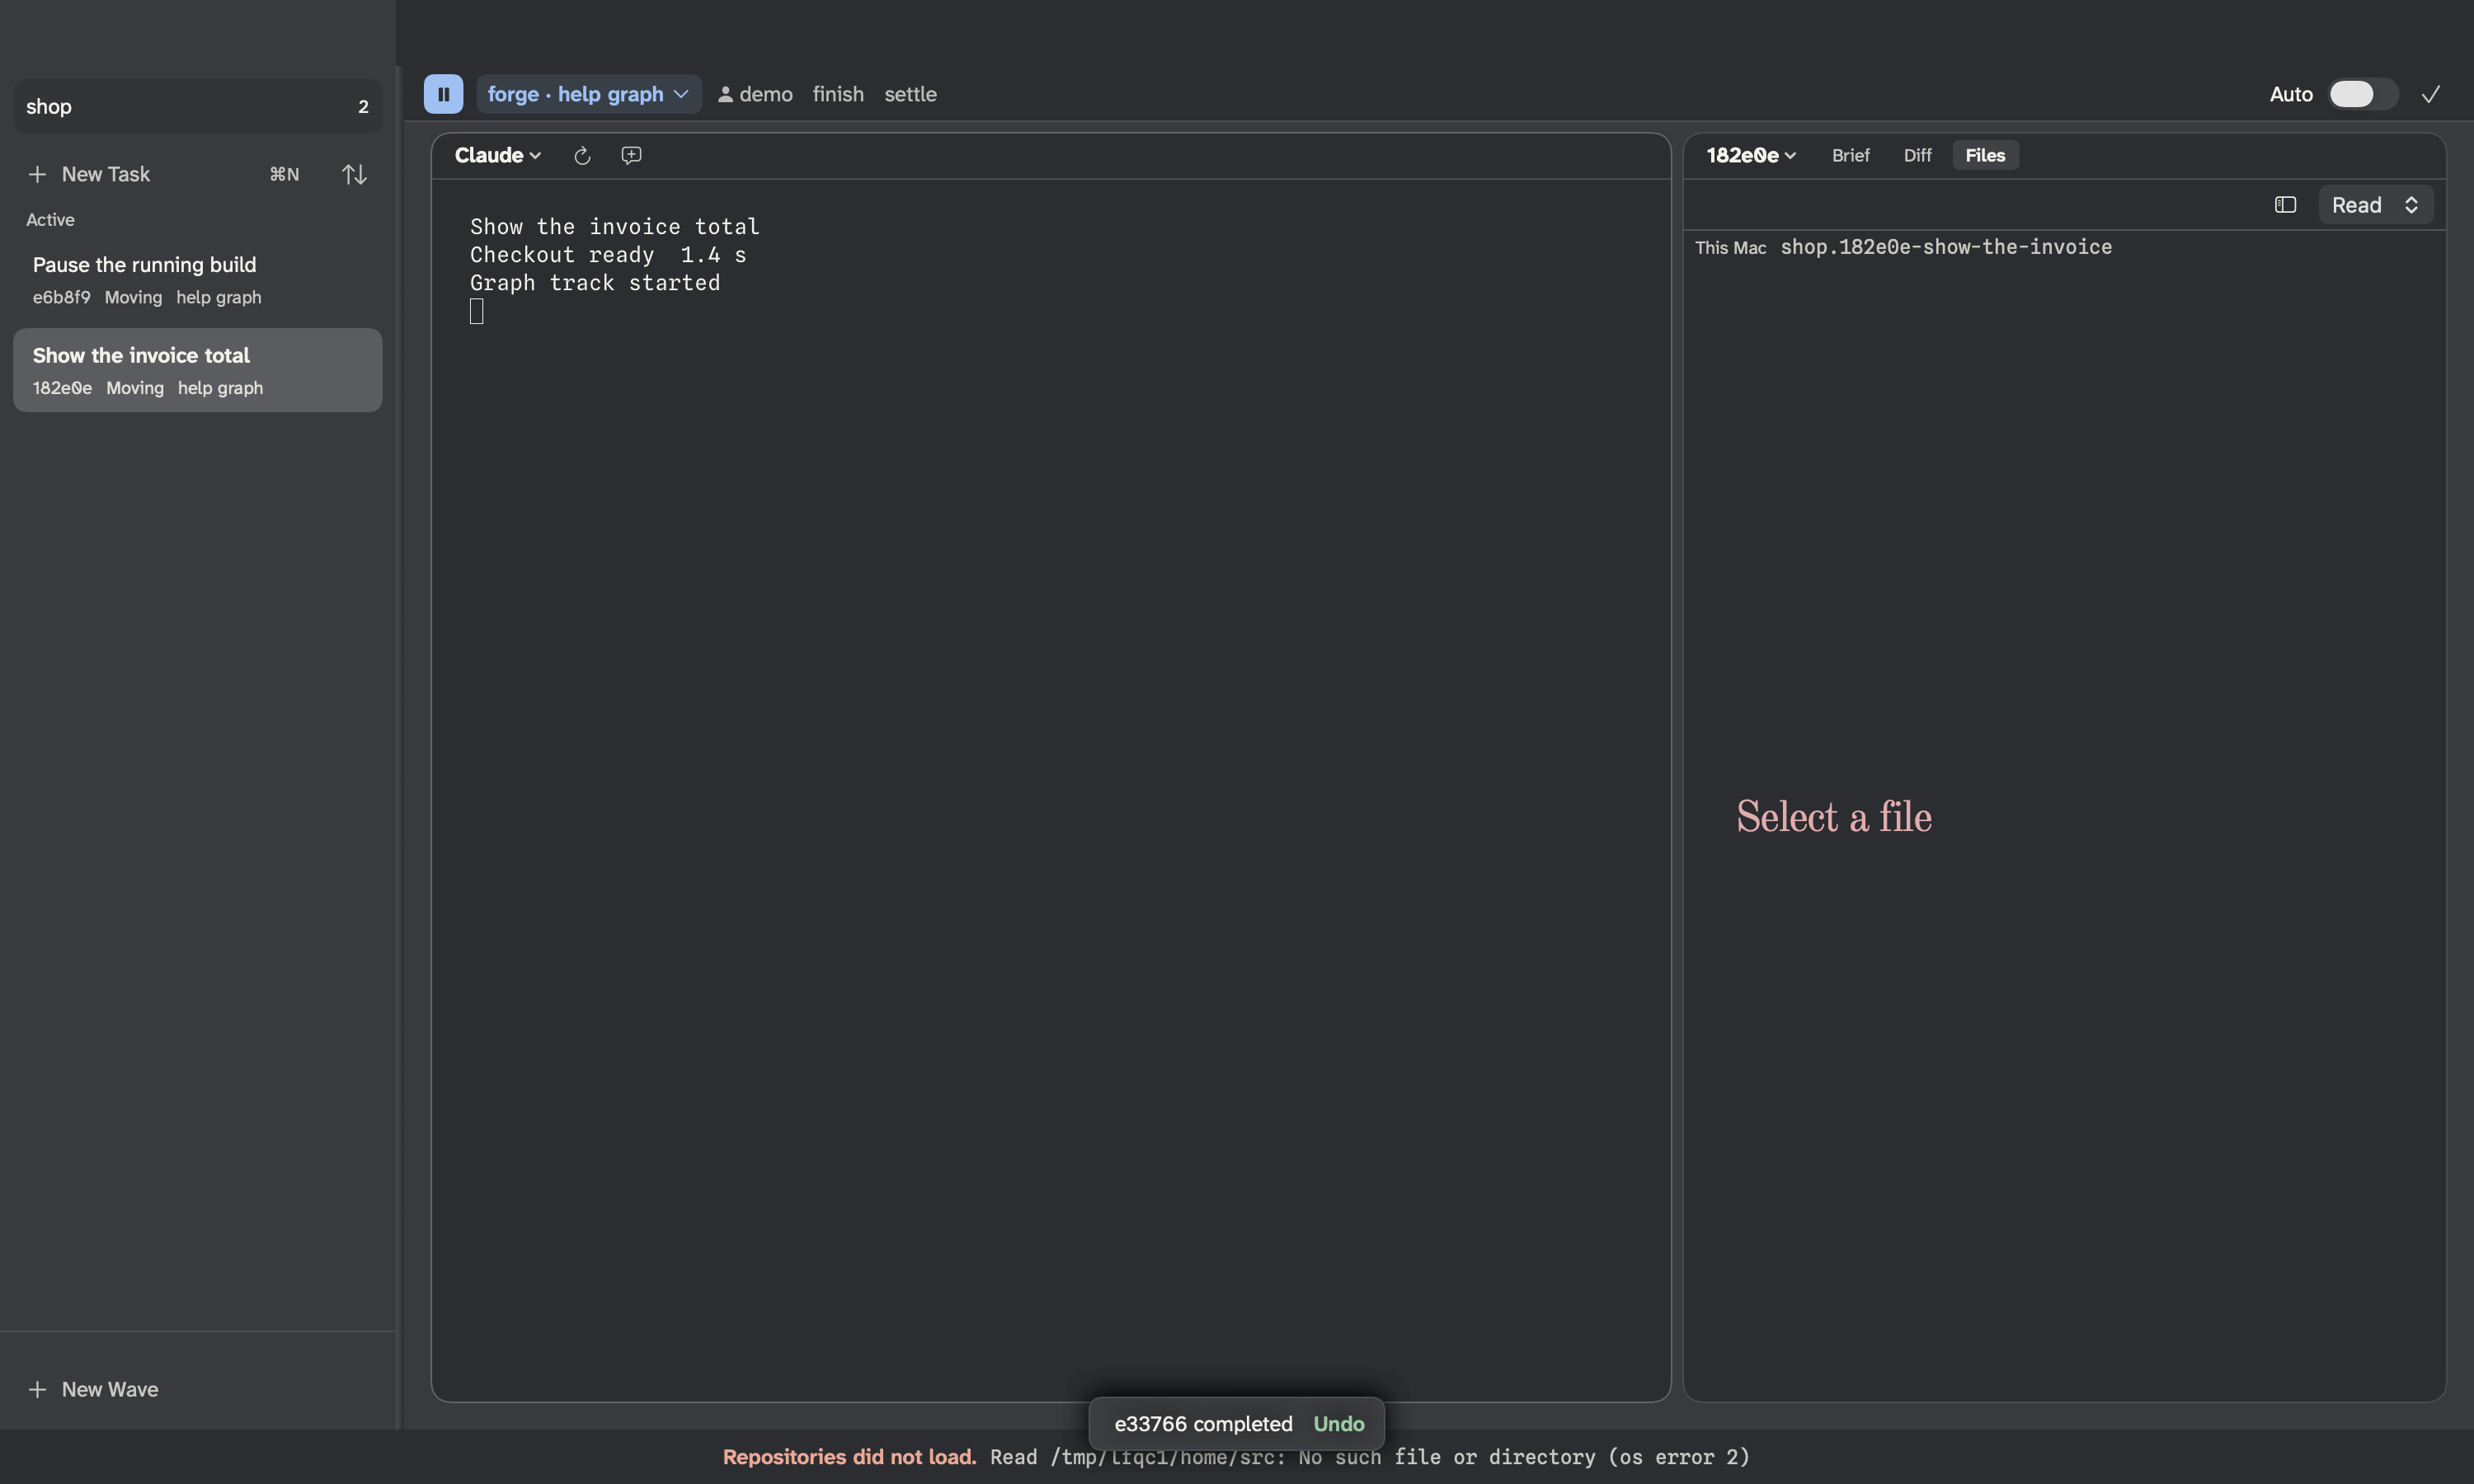 shop 2
New Task ⌘N
Active
Pause the running build
e6b8f9 Moving help graph
Show the invoice total
182e0e Moving help graph
New Wave
forge · help graph demo finish settle
Auto
Claude
Show the invoice total
Checkout ready 1.4 s
Graph track started
182e0e Brief Diff Files
Read
This Mac shop.182e0e-show-the-invoice
Select a file
e33766 completed Undo
Repositories did not load. Read No such file or directory (os error 2)